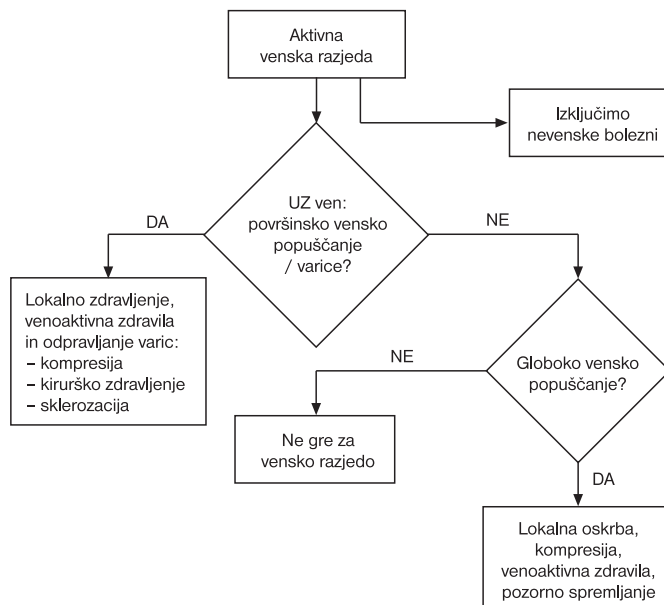 Aktivna
venska razjeda
Izključimo
nevenske bolezni
UZ ven:
površinsko vensko
popuščanje
/ varice?
DA
NE
Lokalno zdravljenje,
venoaktivna zdravila
in odpravljanje varic:
– kompresija
– kirurško zdravljenje
– sklerozacija
NE
Globoko vensko
popuščanje?
Ne gre za
vensko razjedo
DA
Lokalna oskrba,
kompresija,
venoaktivna zdravila,
pozorno spremljanje